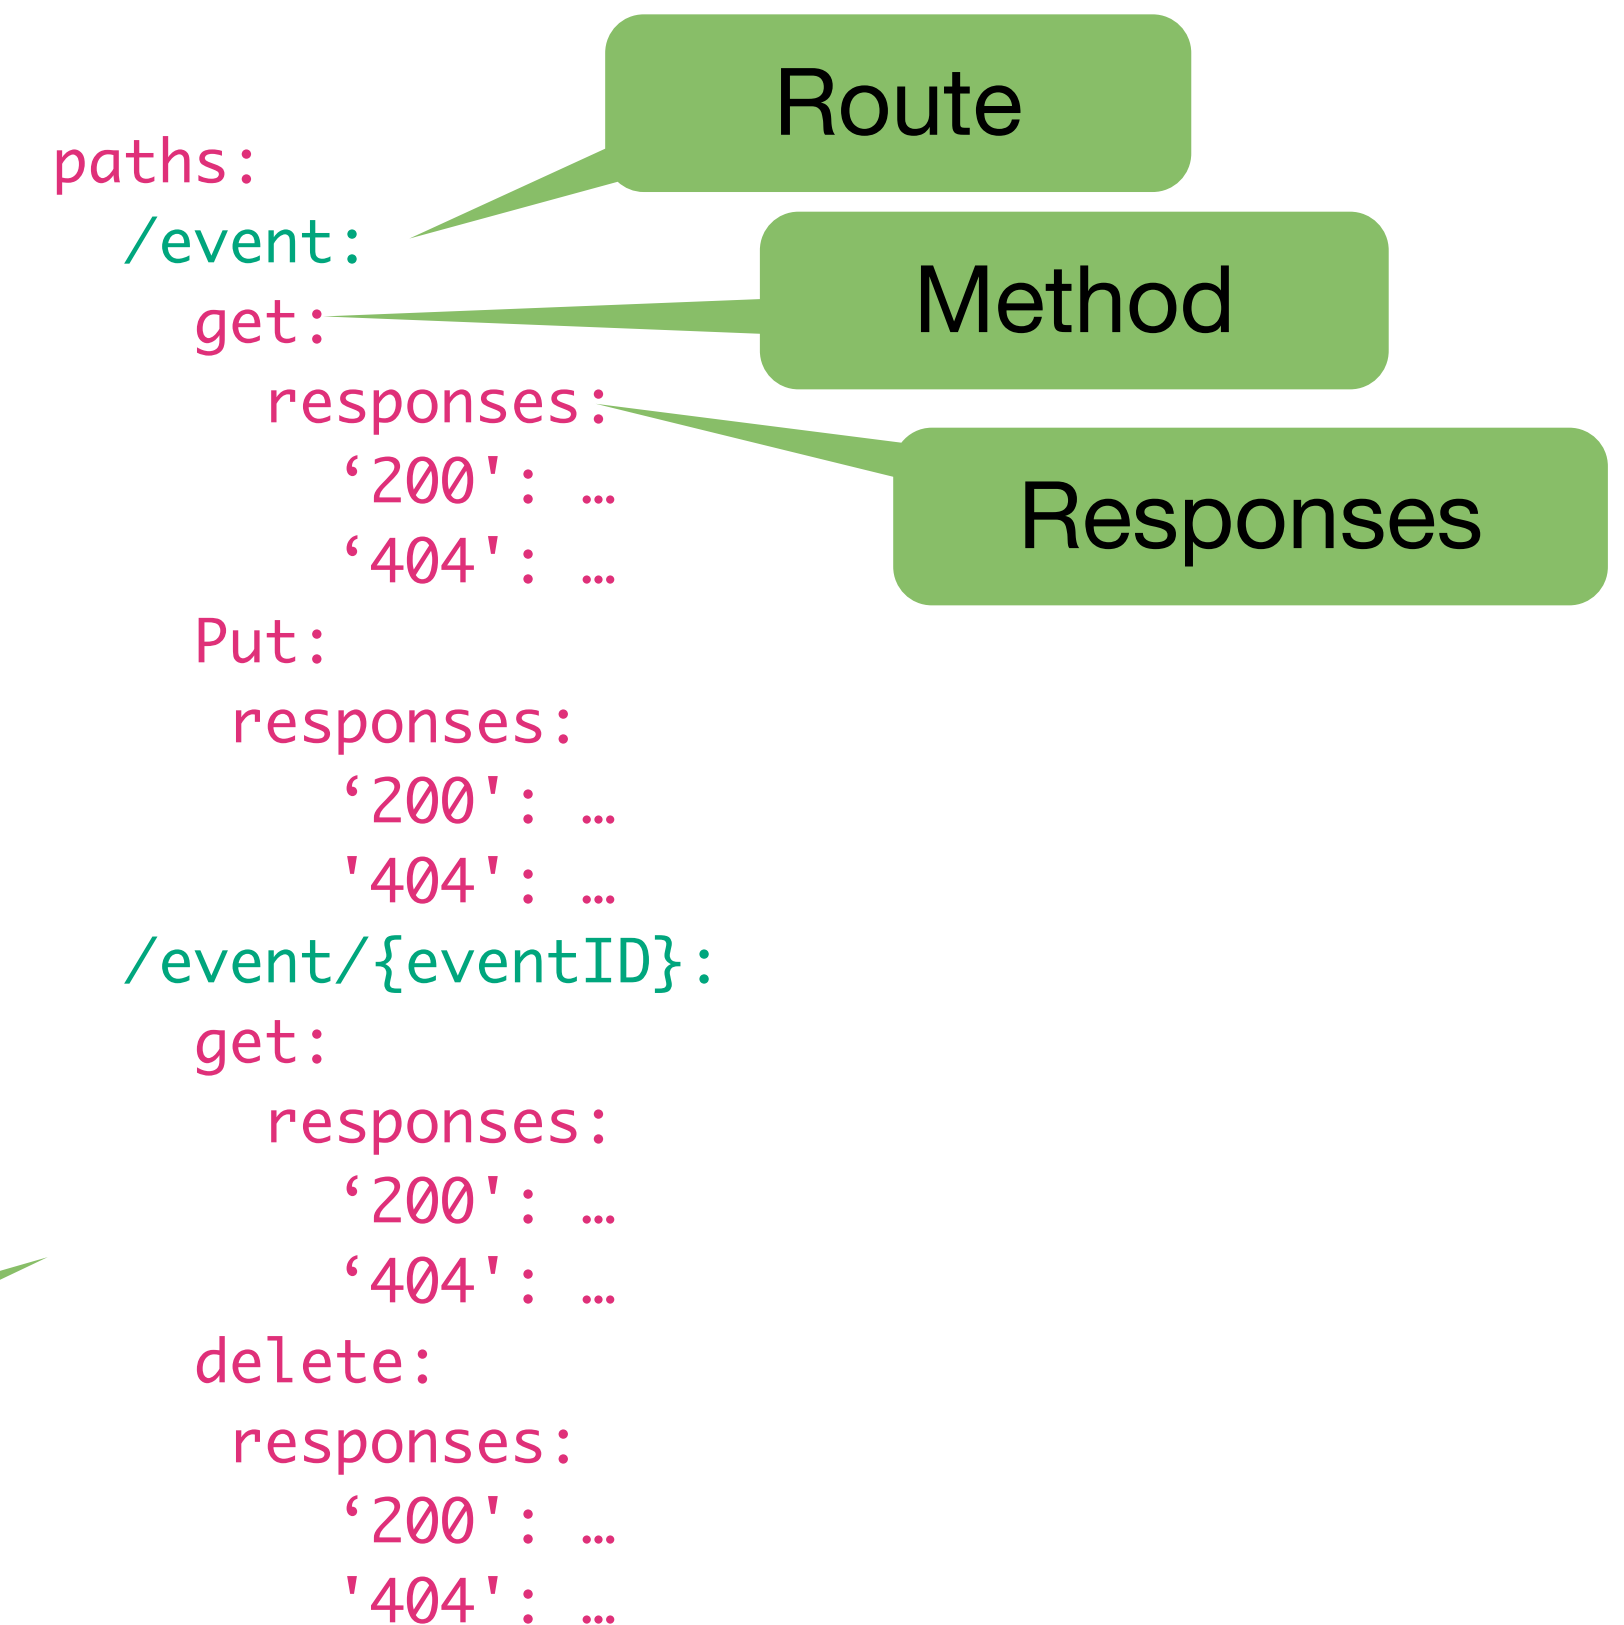 Route
paths:
/event:
Method
get:
responses:
‘200': …
Responses
‘404': …
Put:
responses:
‘200': …
'404': …
/event/{eventID}:
get:
responses:
‘200': …
‘404': …
delete:
responses:
‘200': …
'404': …